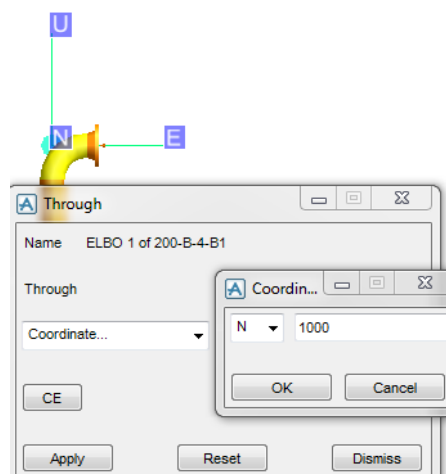 U
N
E
Through
Name ELBO 1 of 200-B-4-B1
Through
Coordin...
Coordinate...
N 1000
CE
OK Cancel
Apply Reset Dismiss